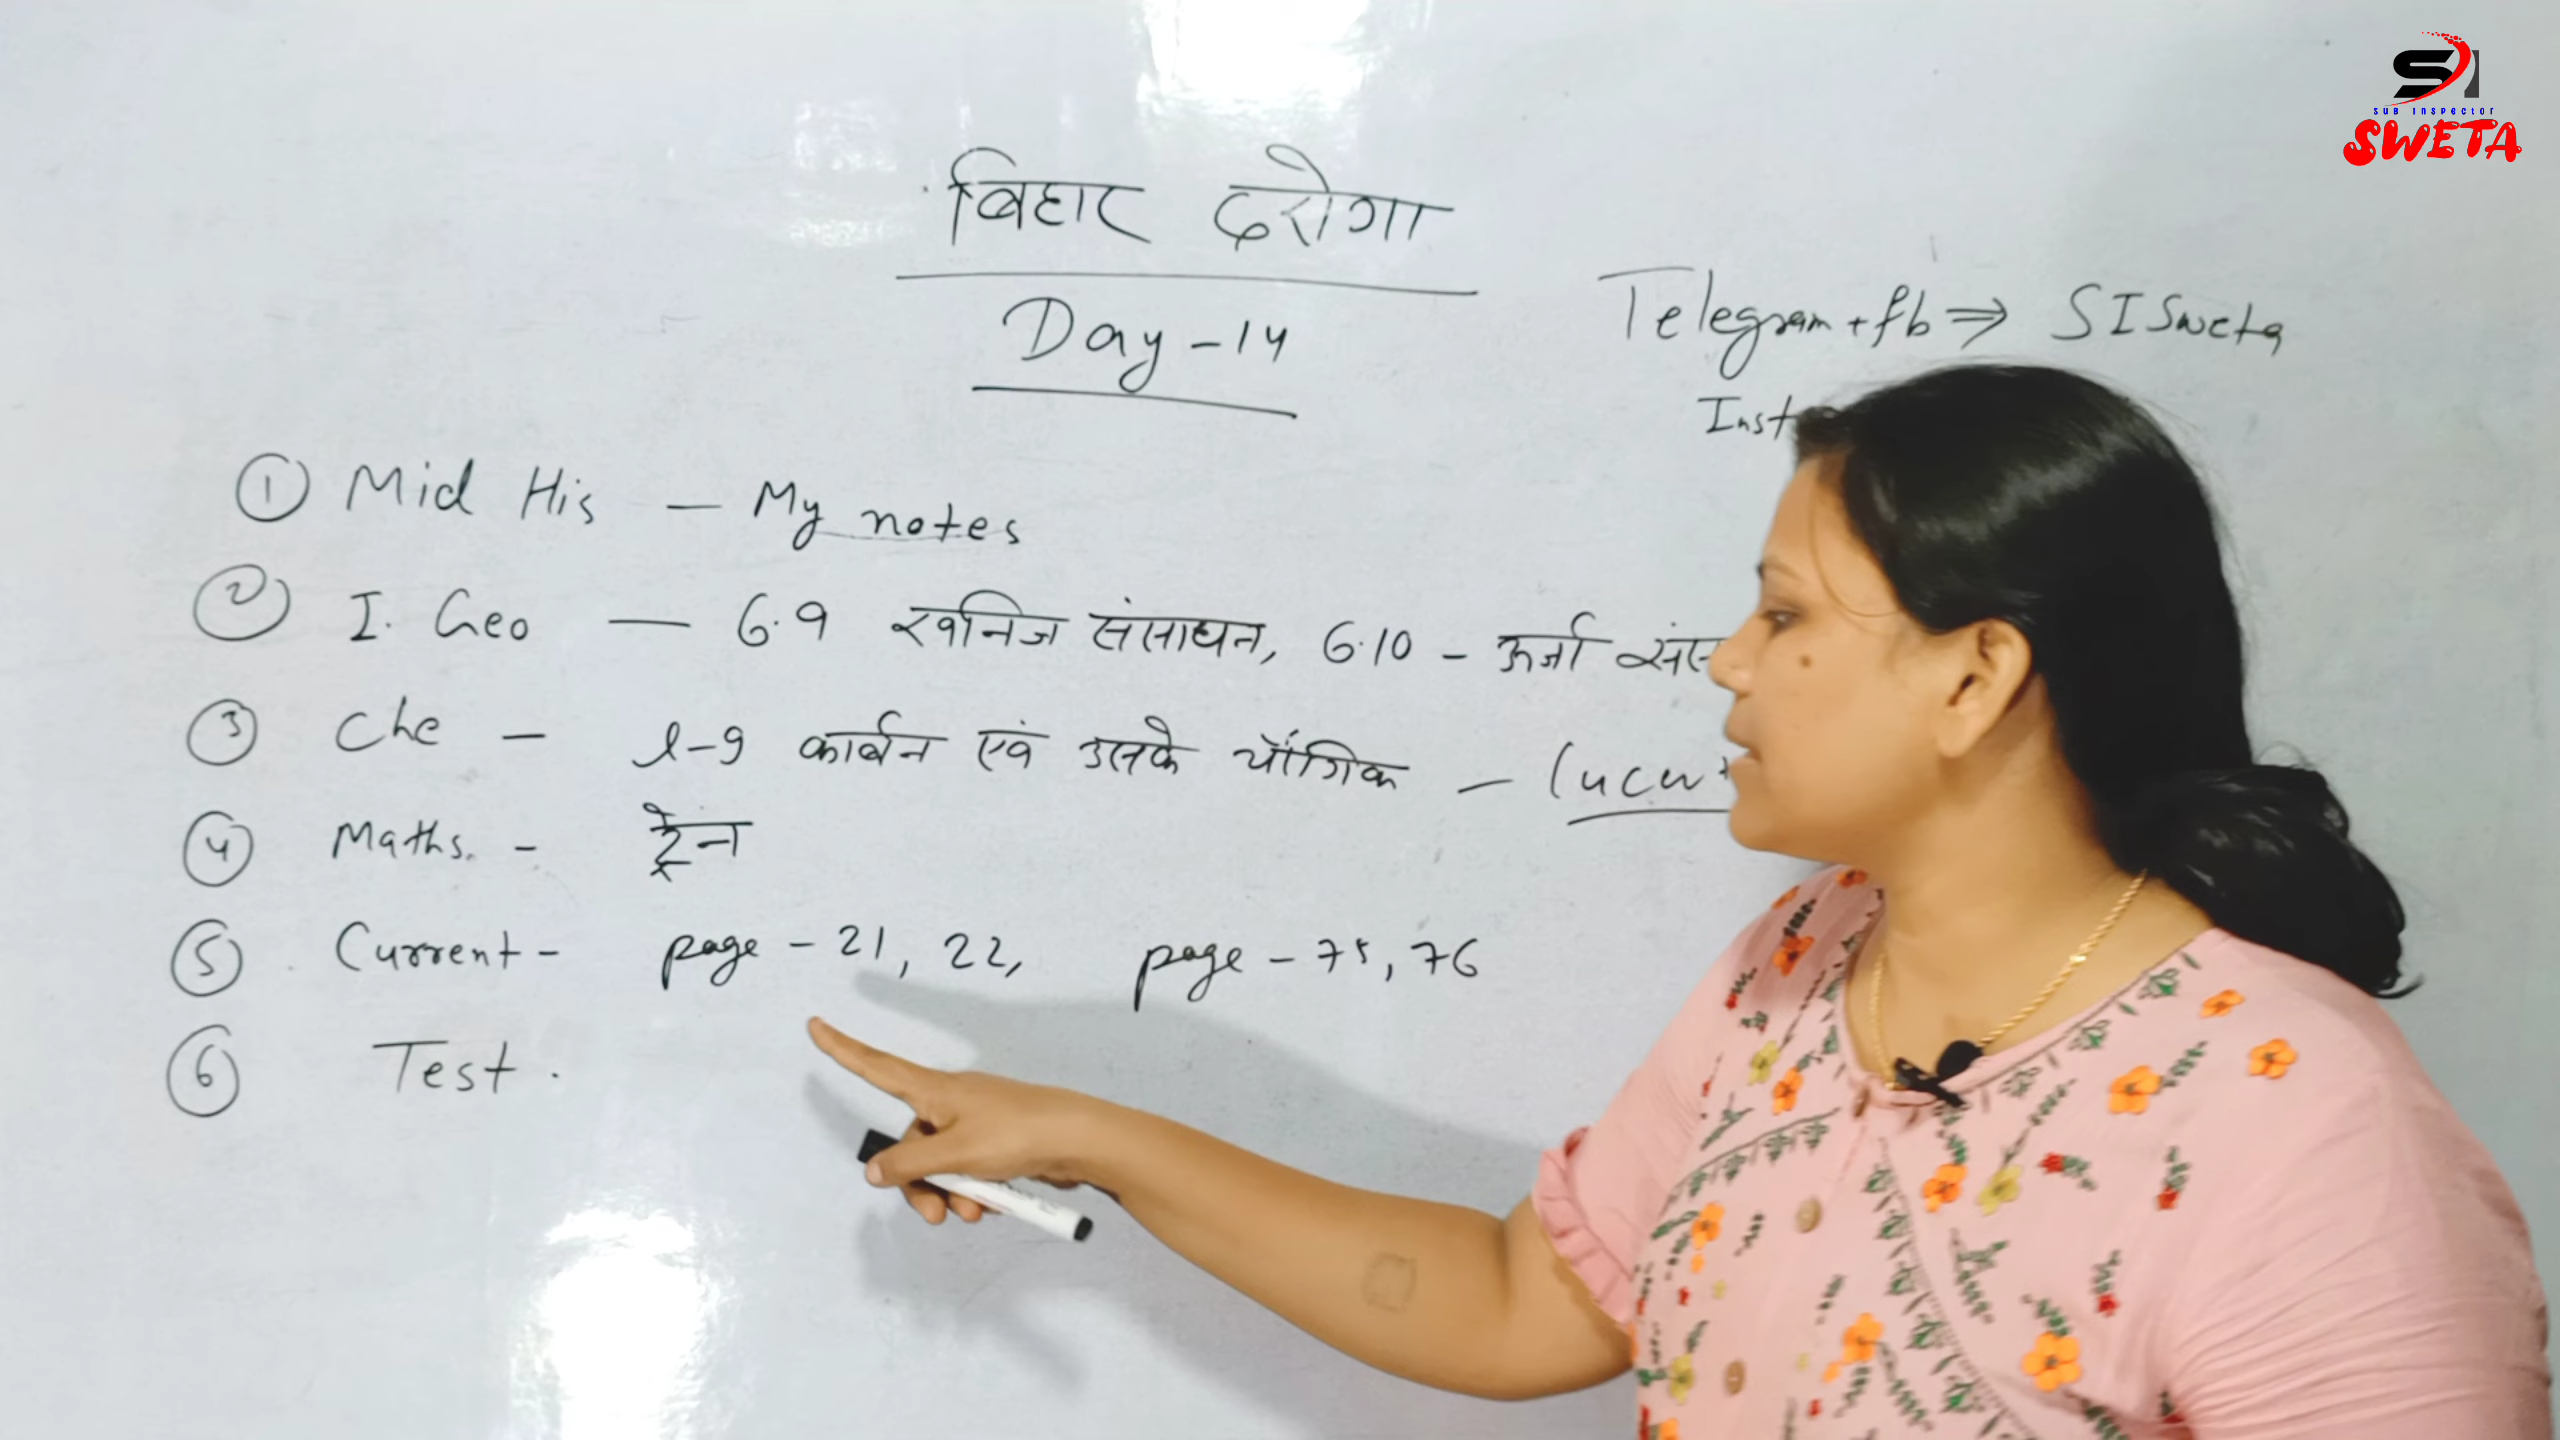 SI
SUB INSPECTOR
SWETA
बिहार दरोगा
Day - 14
Telegram + fb ⇒ SI Sweta
Inst
① Mid His — My notes
② I. Geo — 6.9 खनिज संसाधन, 6.10 - ऊर्जा संस
③ Che - l-9 कार्बन एवं उसके यौगिक -
④ Maths. - ट्रेन
⑤ Current - page - 21, 22, page - 75, 76
⑥ Test.